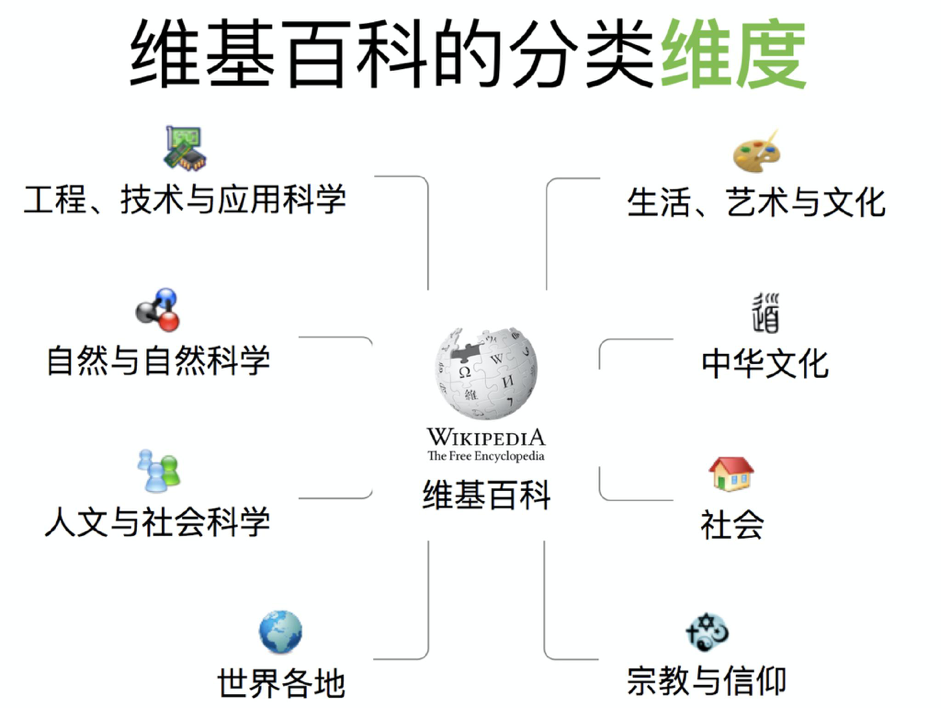 维基百科的分类维度
工程、技术与应用科学
生活、艺术与文化
自然与自然科学
中华文化
人文与社会科学
社会
世界各地
宗教与信仰
道
Ω
W
И
維
WIKIPEDIA
The Free Encyclopedia
维基百科